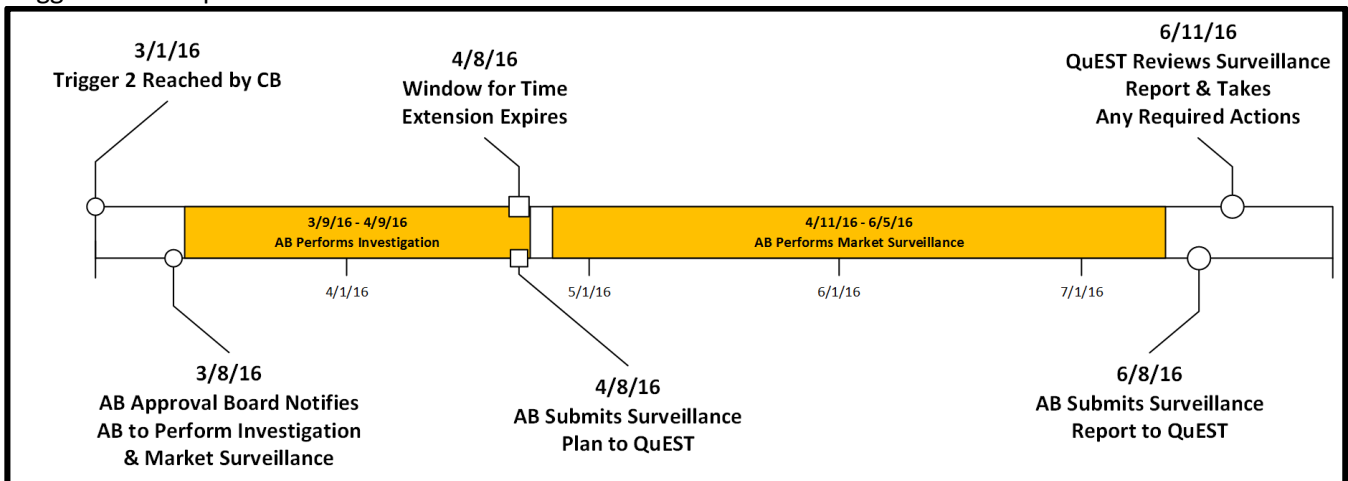 3/1/16
Trigger 2 Reached by CB
4/8/16
Window for Time
Extension Expires
6/11/16
QuEST Reviews Surveillance
Report & Takes
Any Required Actions
3/9/16 - 4/9/16
AB Performs Investigation
4/11/16 - 6/5/16
AB Performs Market Surveillance
4/1/16
5/1/16
6/1/16
7/1/16
3/8/16
AB Approval Board Notifies
AB to Perform Investigation
& Market Surveillance
4/8/16
AB Submits Surveillance
Plan to QuEST
6/8/16
AB Submits Surveillance
Report to QuEST